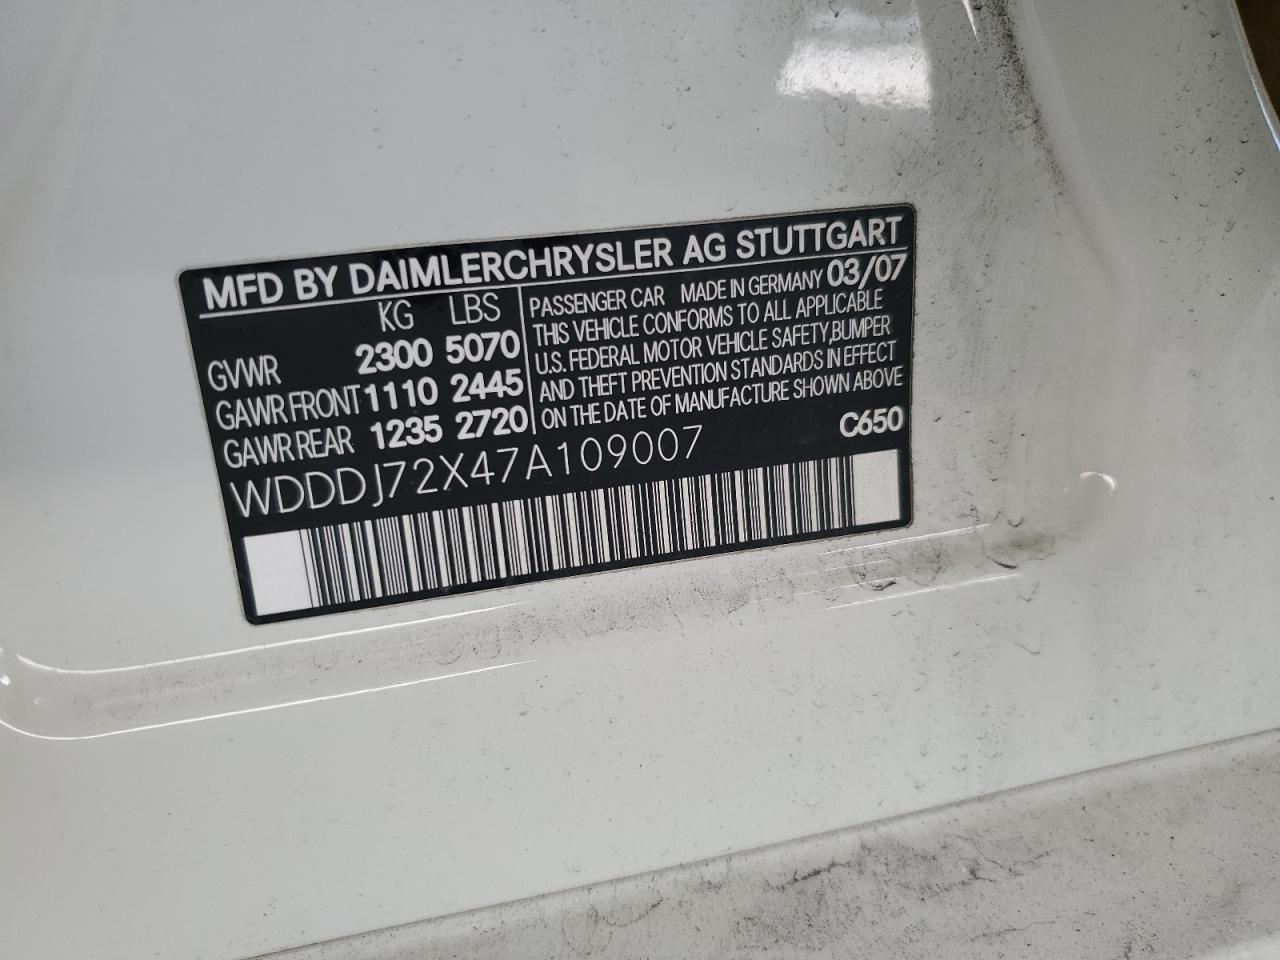 MFD BY DAIMLERCHRYSLER AG STUTTGART
KG LBS
GVWR 2300 5070
GAWR FRONT 1110 2445
GAWR REAR 1235 2720
PASSENGER CAR MADE IN GERMANY 03/07
THIS VEHICLE CONFORMS TO ALL APPLICABLE
U.S. FEDERAL MOTOR VEHICLE SAFETY,BUMPER
AND THEFT PREVENTION STANDARDS IN EFFECT
ON THE DATE OF MANUFACTURE SHOWN ABOVE
C650
WDDDJ72X47A109007